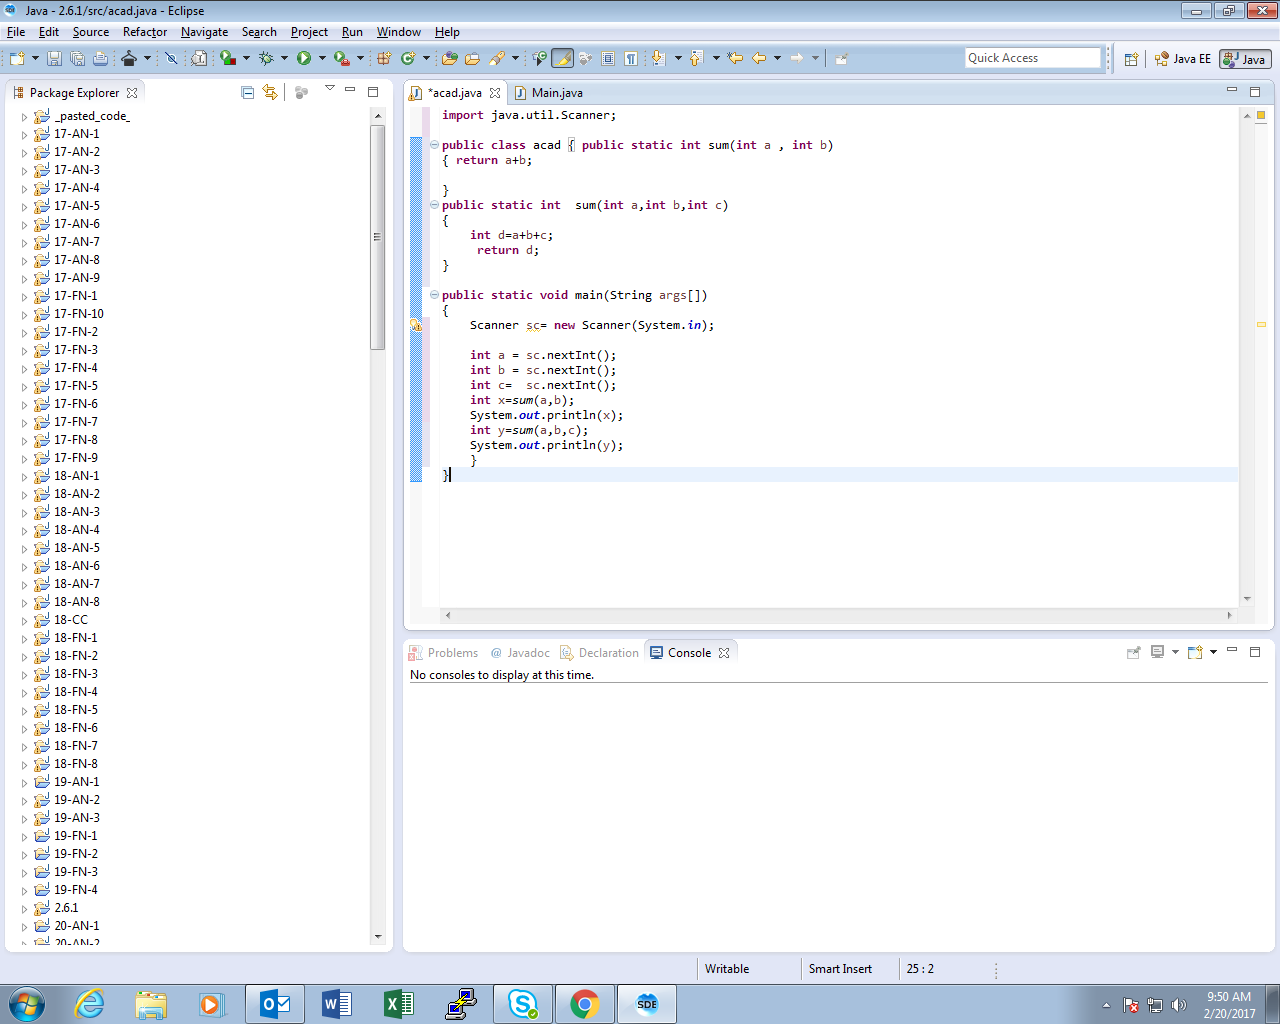 Java - 2.6.1/src/acad.java - Eclipse
File Edit Source Refactor Navigate Search Project Run Window Help
Quick Access
Java EE
Java
Package Explorer
_pasted_code_
17-AN-1
17-AN-2
17-AN-3
17-AN-4
17-AN-5
17-AN-6
17-AN-7
17-AN-8
17-AN-9
17-FN-1
17-FN-10
17-FN-2
17-FN-3
17-FN-4
17-FN-5
17-FN-6
17-FN-7
17-FN-8
17-FN-9
18-AN-1
18-AN-2
18-AN-3
18-AN-4
18-AN-5
18-AN-6
18-AN-7
18-AN-8
18-CC
18-FN-1
18-FN-2
18-FN-3
18-FN-4
18-FN-5
18-FN-6
18-FN-7
18-FN-8
19-AN-1
19-AN-2
19-AN-3
19-FN-1
19-FN-2
19-FN-3
19-FN-4
2.6.1
20-AN-1
20-AN-2
*acad.java Main.java
import java.util.Scanner;
public class acad { public static int sum(int a , int b)
{ return a+b;
}
public static int  sum(int a,int b,int c)
{
int d=a+b+c;
return d;
}
public static void main(String args[])
{
Scanner sc= new Scanner(System.in);
int a = sc.nextInt();
int b = sc.nextInt();
int c=  sc.nextInt();
int x=sum(a,b);
System.out.println(x);
int y=sum(a,b,c);
System.out.println(y);
}
}
Problems @ Javadoc Declaration Console
No consoles to display at this time.
Writable Smart Insert 25 : 2
SDE
9:50 AM
2/20/2017